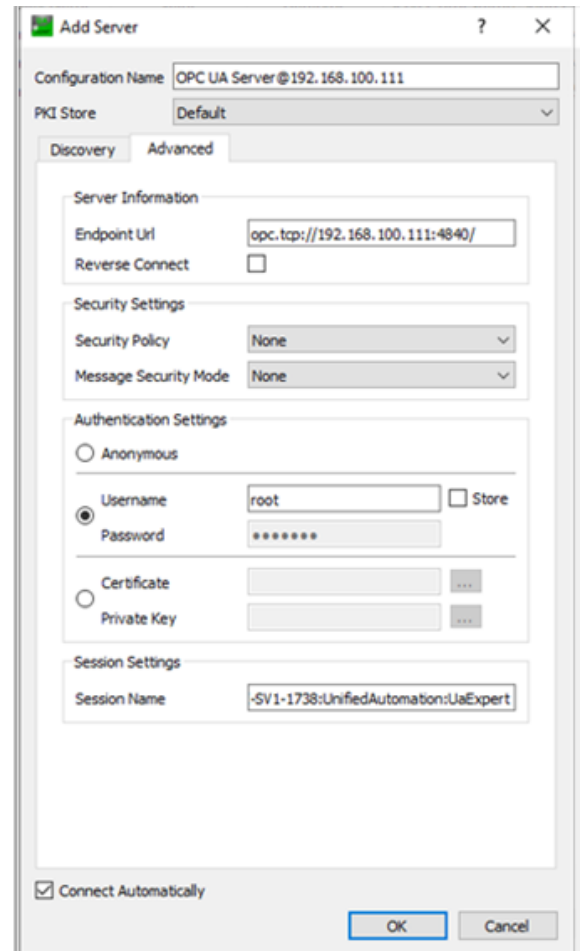 Add Server ? ×
Configuration Name OPC UA Server@192.168.100.111
PKI Store Default
Discovery Advanced
Server Information
Endpoint Url opc.tcp://192.168.100.111:4840/
Reverse Connect
Security Settings
Security Policy None
Message Security Mode None
Authentication Settings
Anonymous
Username root Store
Password •••••••
Certificate ...
Private Key ...
Session Settings
Session Name -SV1-1738:UnifiedAutomation:UaExpert
Connect Automatically
OK Cancel